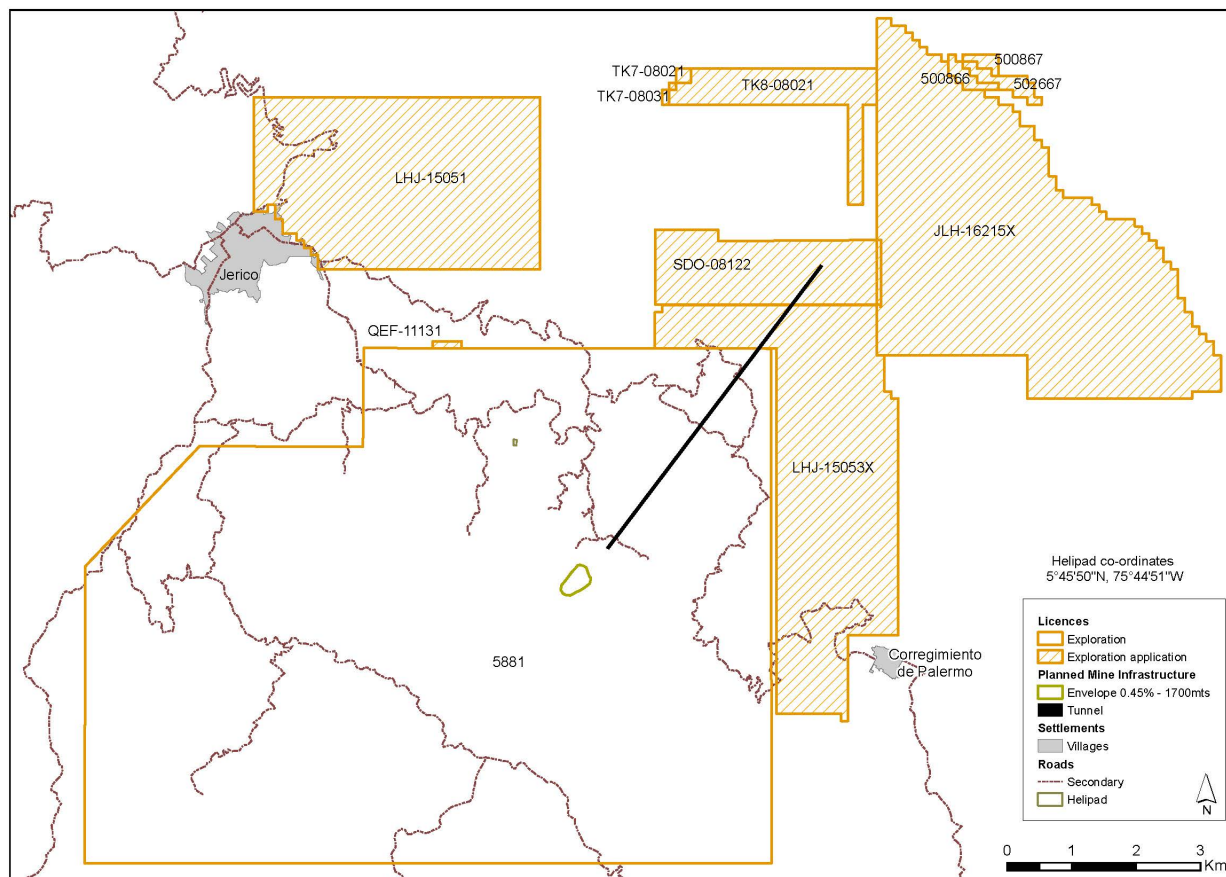 500867
TK7-08021
500866
TK8-08021
502667
TK7-08031
LHJ-15051
JLH-16215X
SDO-08122
Jerico
QEF-11131
LHJ-15053X
5881
Corregimiento
de Palermo
Helipad co-ordinates
5°45'50"N, 75°44'51"W
Licences
Exploration
Exploration application
Planned Mine Infrastructure
Envelope 0.45% - 1700mts
Tunnel
Settlements
Villages
Roads
Secondary
Helipad
N
0 1 2 3
Km